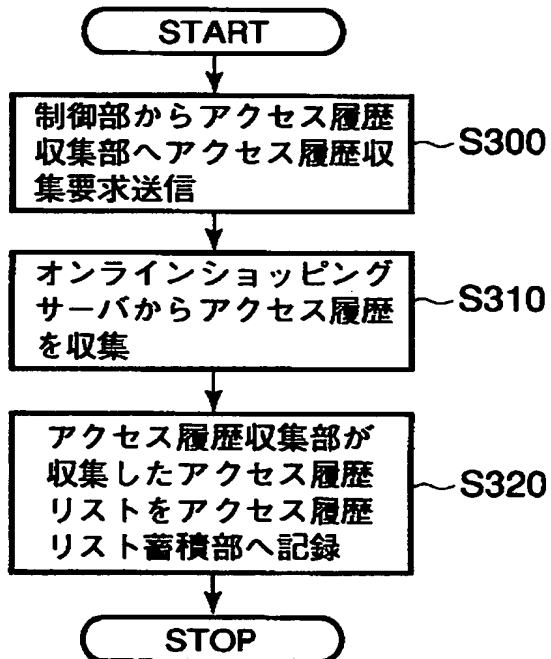 START
制御部からアクセス履歴
収集部へアクセス履歴収
集要求送信
S300
オンラインショッピング
サーバからアクセス履歴
を収集
S310
アクセス履歴収集部が
収集したアクセス履歴
リストをアクセス履歴
リスト蓄積部へ記録
S320
STOP